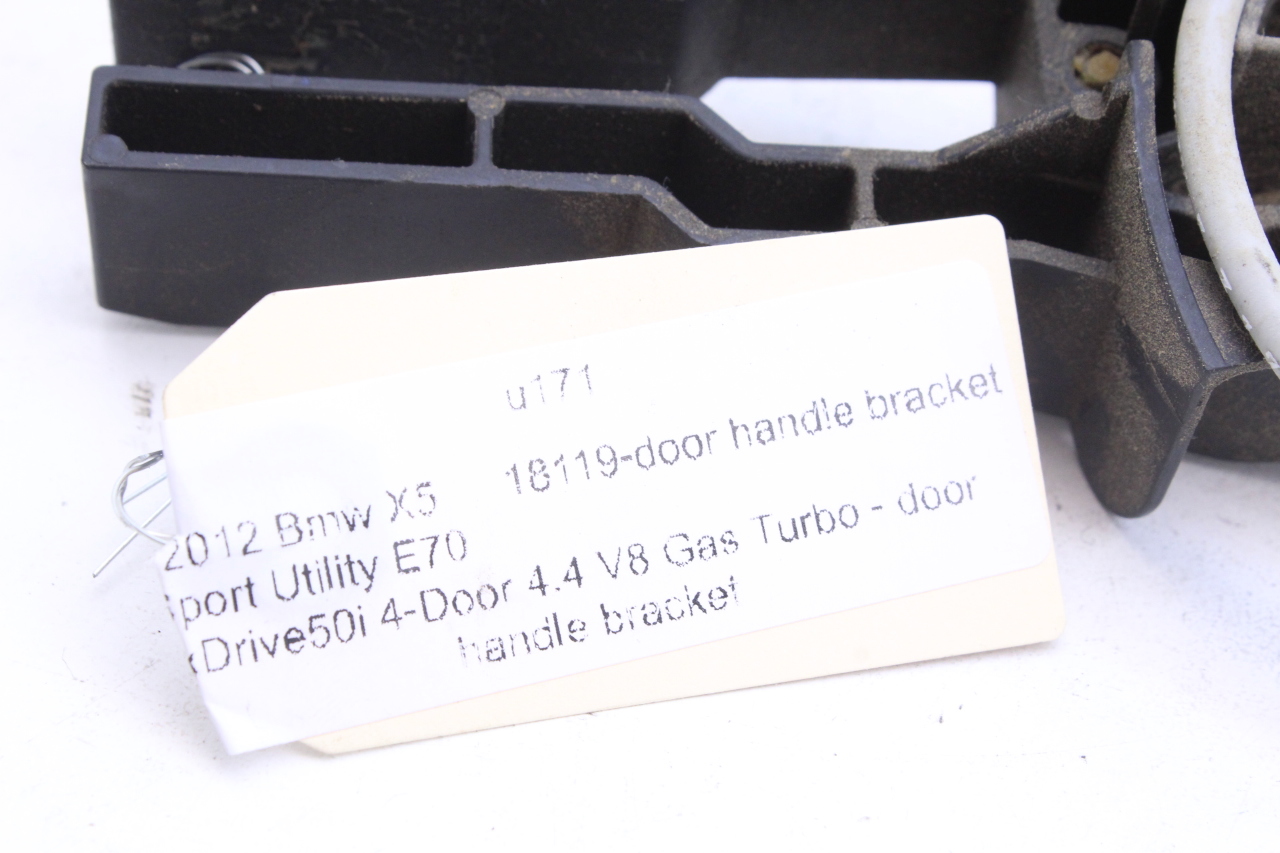 u171
18119-door handle bracket
2012 Bmw X5
Sport Utility E70
xDrive50i 4-Door 4.4 V8 Gas Turbo - door
handle bracket